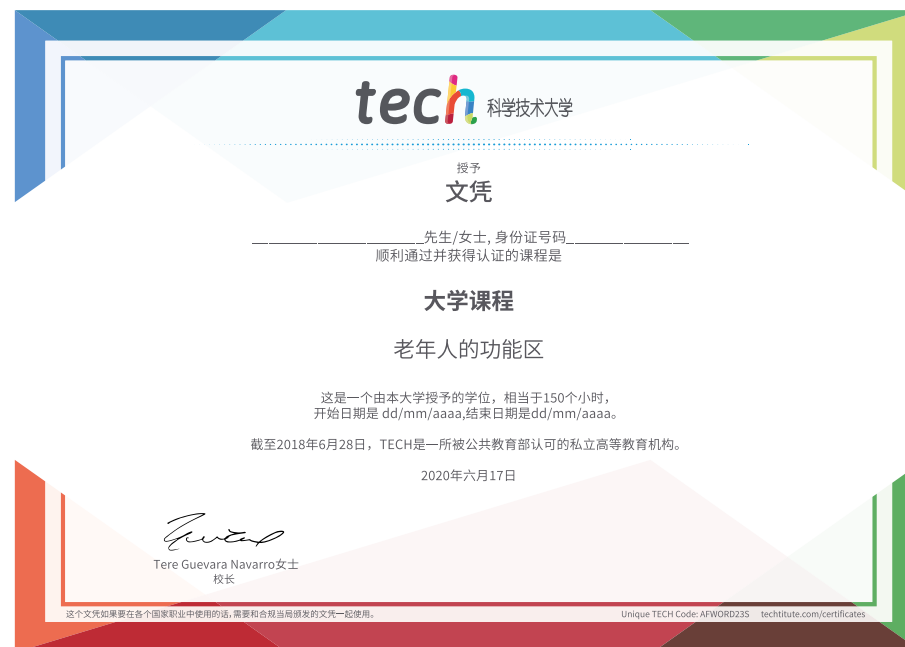 tech 科学技术大学
授予
文凭
______________________先生/女士, 身份证号码________________
顺利通过并获得认证的课程是
大学课程
老年人的功能区
这是一个由本大学授予的学位，相当于150个小时，
开始日期是 dd/mm/aaaa,结束日期是dd/mm/aaaa。
截至2018年6月28日，TECH是一所被公共教育部认可的私立高等教育机构。
2020年六月17日
Tere Guevara Navarro女士
校长
这个文凭如果要在各个国家职业中使用的话,需要和合规当局颁发的文凭一起使用。
Unique TECH Code: AFWORD23S techtitute.com/certificates